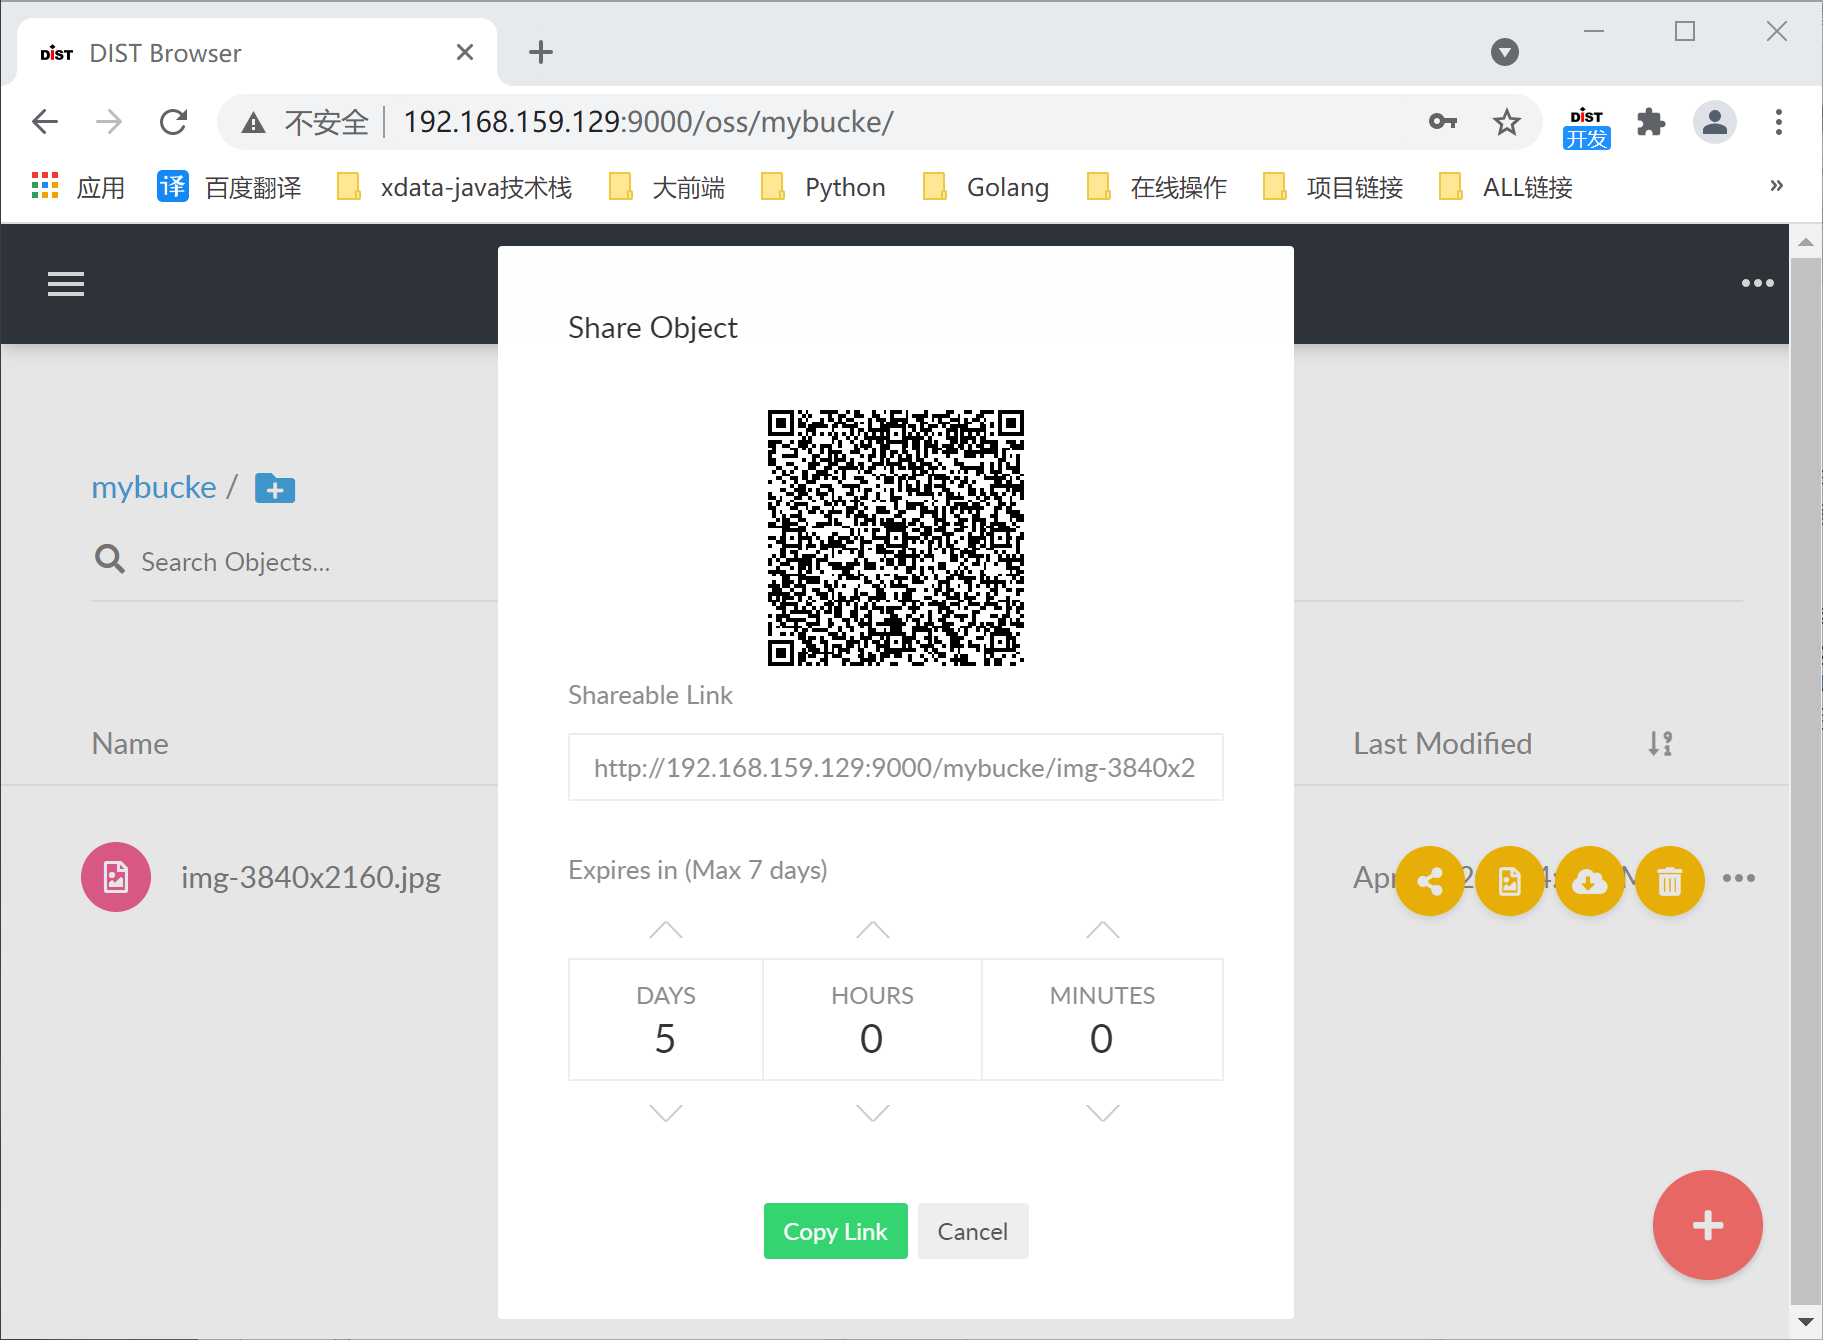 DIST DIST Browser
不安全 192.168.159.129:9000/oss/mybucke/
DIST
开发
应用 译 百度翻译 xdata-java技术栈 大前端 Python Golang 在线操作 项目链接 ALL链接 »
Share Object
mybucke /
Search Objects...
Shareable Link
Name Last Modified
http://192.168.159.129:9000/mybucke/img-3840x2
Expires in (Max 7 days)
img-3840x2160.jpg
DAYS HOURS MINUTES
5 0 0
Copy Link Cancel